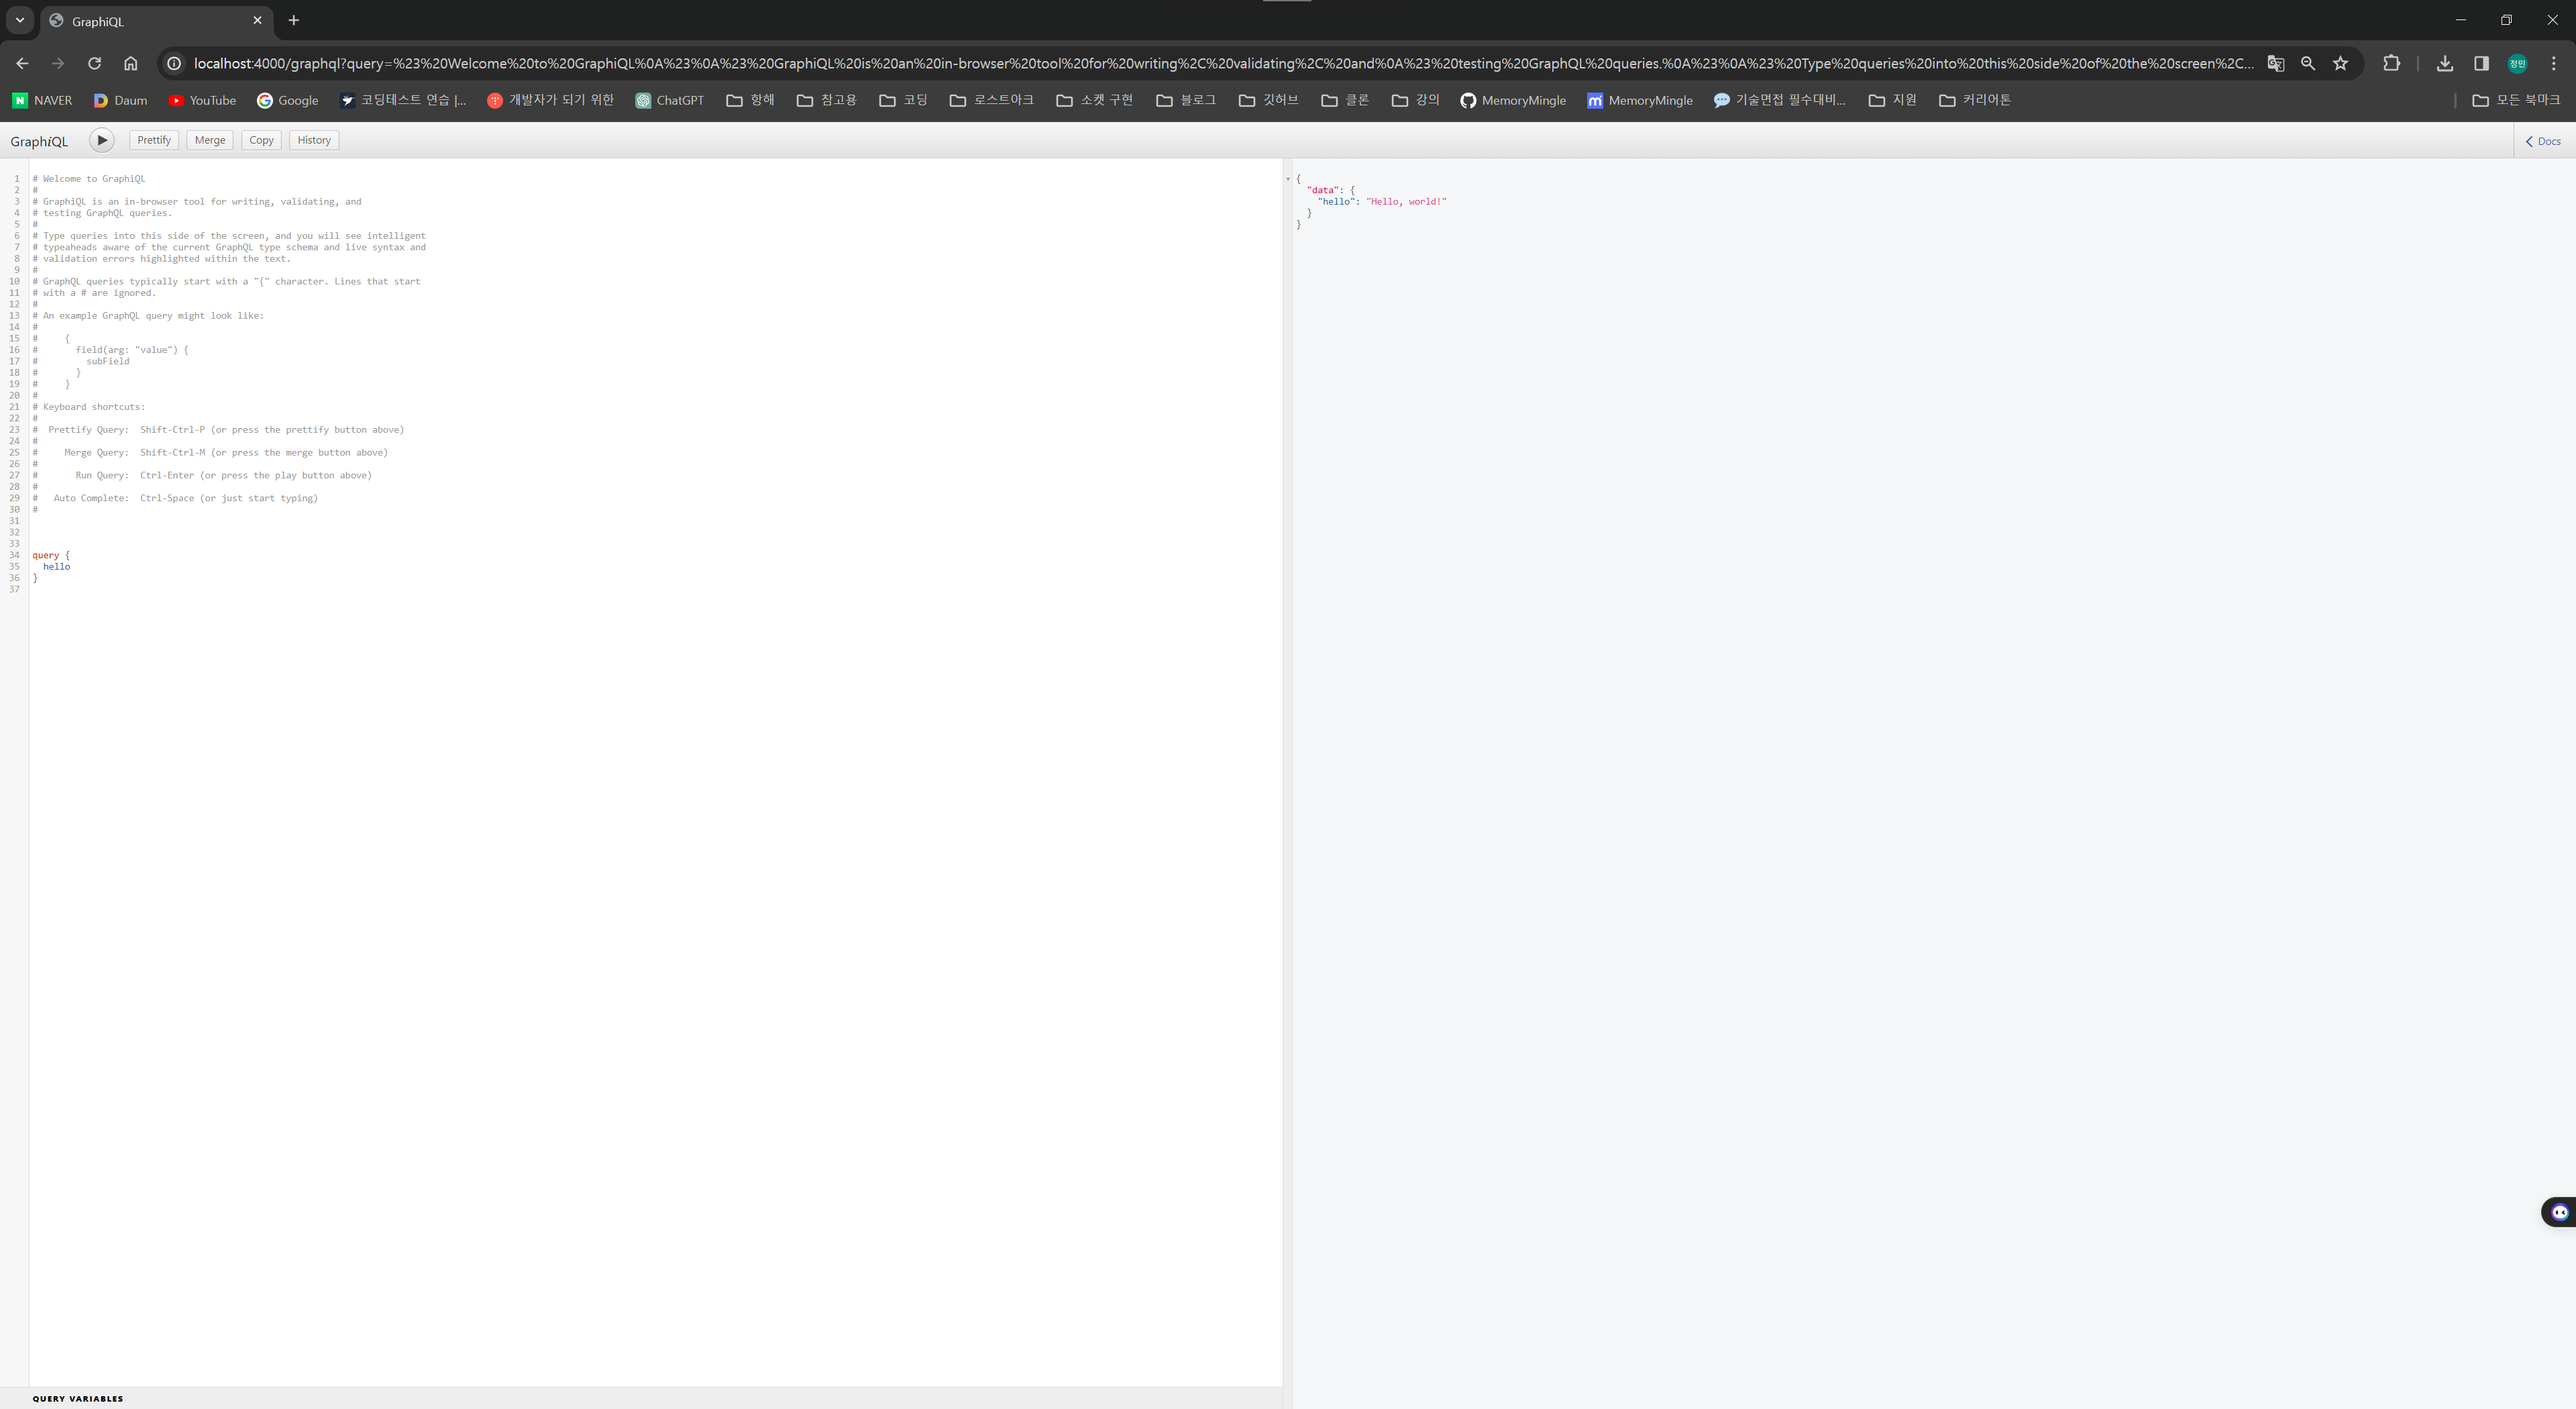 GraphiQL
localhost:4000/graphql?query=%23%20Welcome%20to%20GraphiQL%0A%23%0A%23%20GraphiQL%20is%20an%20in-browser%20tool%20for%20writing%2C%20validating%2C%20and%0A%23%20testing%20GraphQL%20queries.%0A%23%0A%23%20Type%20queries%20into%20this%20side%20of%20the%20screen%2C...
정민
NAVER Daum YouTube Google 코딩테스트 연습 |... 개발자가 되기 위한 ChatGPT 항해 참고용 코딩 로스트아크 소켓 구현 블로그 깃허브 클론 강의 MemoryMingle MemoryMingle 기술면접 필수대비... 지원 커리어톤 모든 북마크
GraphiQL Prettify Merge Copy History Docs
1 # Welcome to GraphiQL
2 #
3 # GraphiQL is an in-browser tool for writing, validating, and
4 # testing GraphQL queries.
5 #
6 # Type queries into this side of the screen, and you will see intelligent
7 # typeaheads aware of the current GraphQL type schema and live syntax and
8 # validation errors highlighted within the text.
9 #
10 # GraphQL queries typically start with a "{" character. Lines that start
11 # with a # are ignored.
12 #
13 # An example GraphQL query might look like:
14 #
15 #     {
16 #       field(arg: "value") {
17 #         subField
18 #       }
19 #     }
20 #
21 # Keyboard shortcuts:
22 #
23 #  Prettify Query:  Shift-Ctrl-P (or press the prettify button above)
24 #
25 #     Merge Query:  Shift-Ctrl-M (or press the merge button above)
26 #
27 #       Run Query:  Ctrl-Enter (or press the play button above)
28 #
29 #   Auto Complete:  Ctrl-Space (or just start typing)
30 #
31
32
33
34 query {
35   hello
36 }
37
{
  "data": {
    "hello": "Hello, world!"
  }
}
QUERY VARIABLES